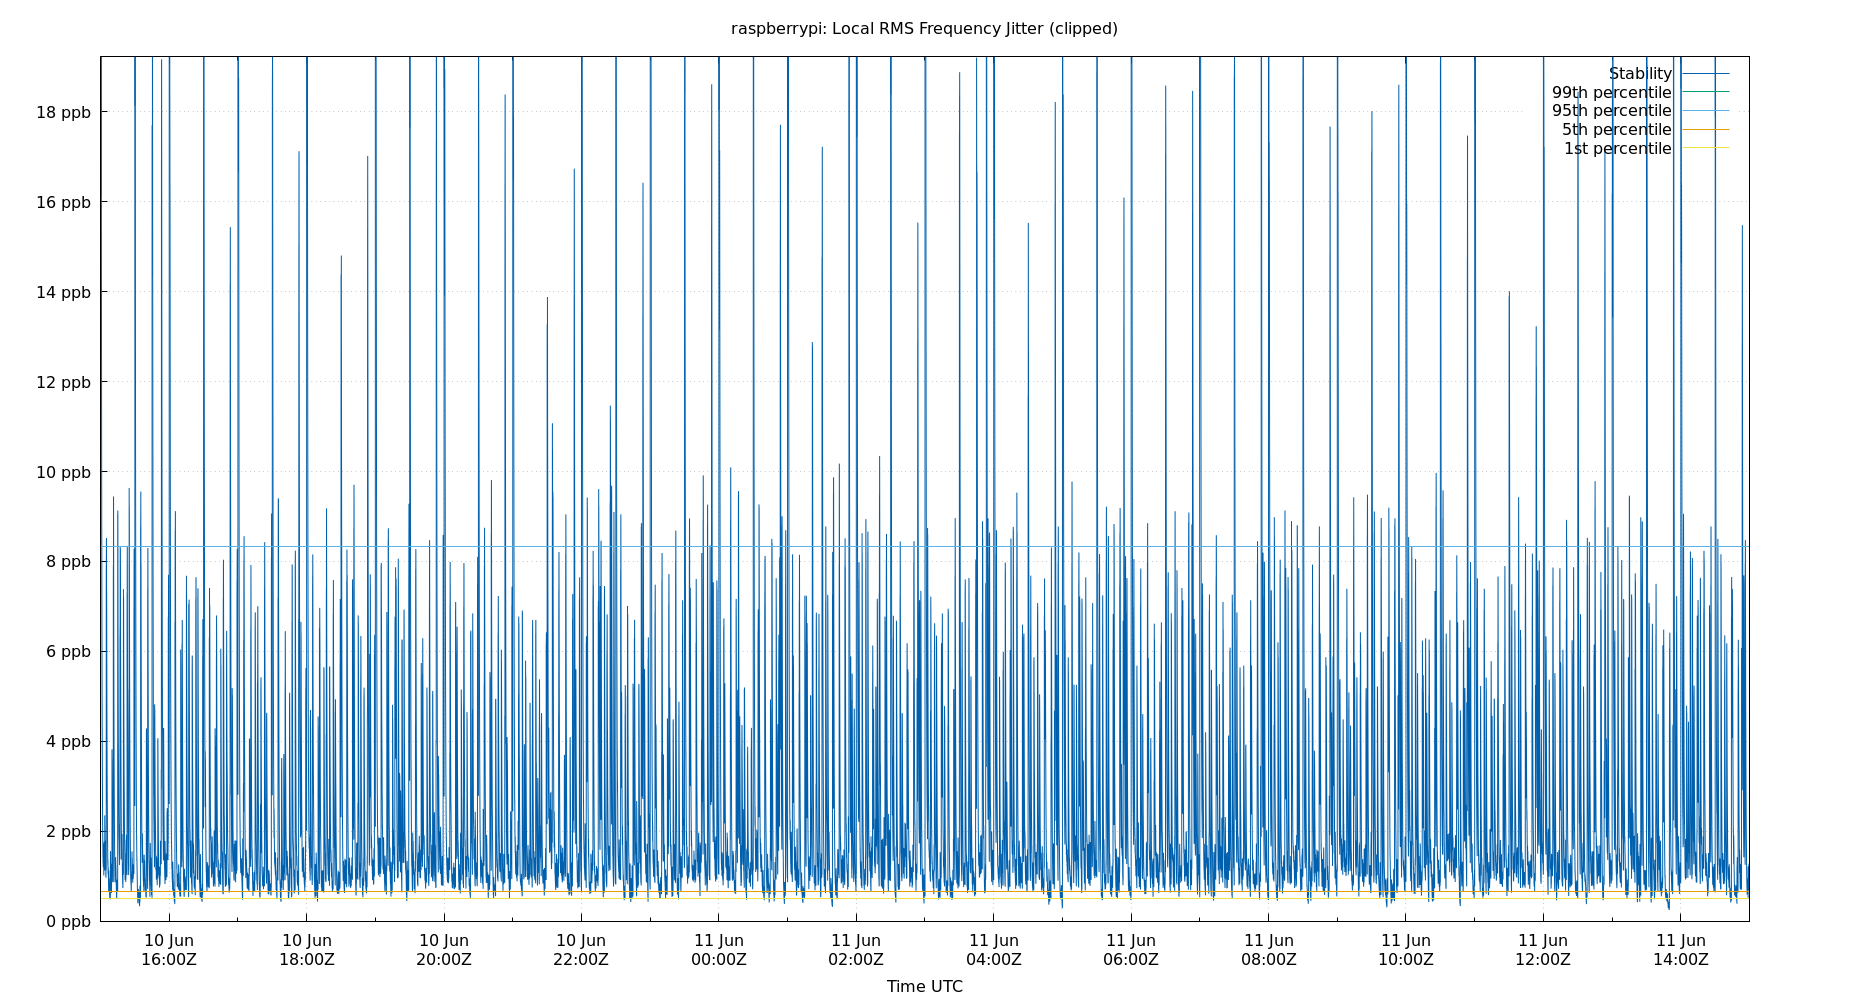 raspberrypi: Local RMS Frequency Jitter (clipped)
Stability
99th percentile
95th percentile
5th percentile
1st percentile
18 ppb
16 ppb
14 ppb
12 ppb
10 ppb
8 ppb
6 ppb
4 ppb
2 ppb
0 ppb
10 Jun 10 Jun 10 Jun 10 Jun 11 Jun 11 Jun 11 Jun 11 Jun 11 Jun 11 Jun 11 Jun 11 Jun
16:00Z 18:00Z 20:00Z 22:00Z 00:00Z 02:00Z 04:00Z 06:00Z 08:00Z 10:00Z 12:00Z 14:00Z
Time UTC